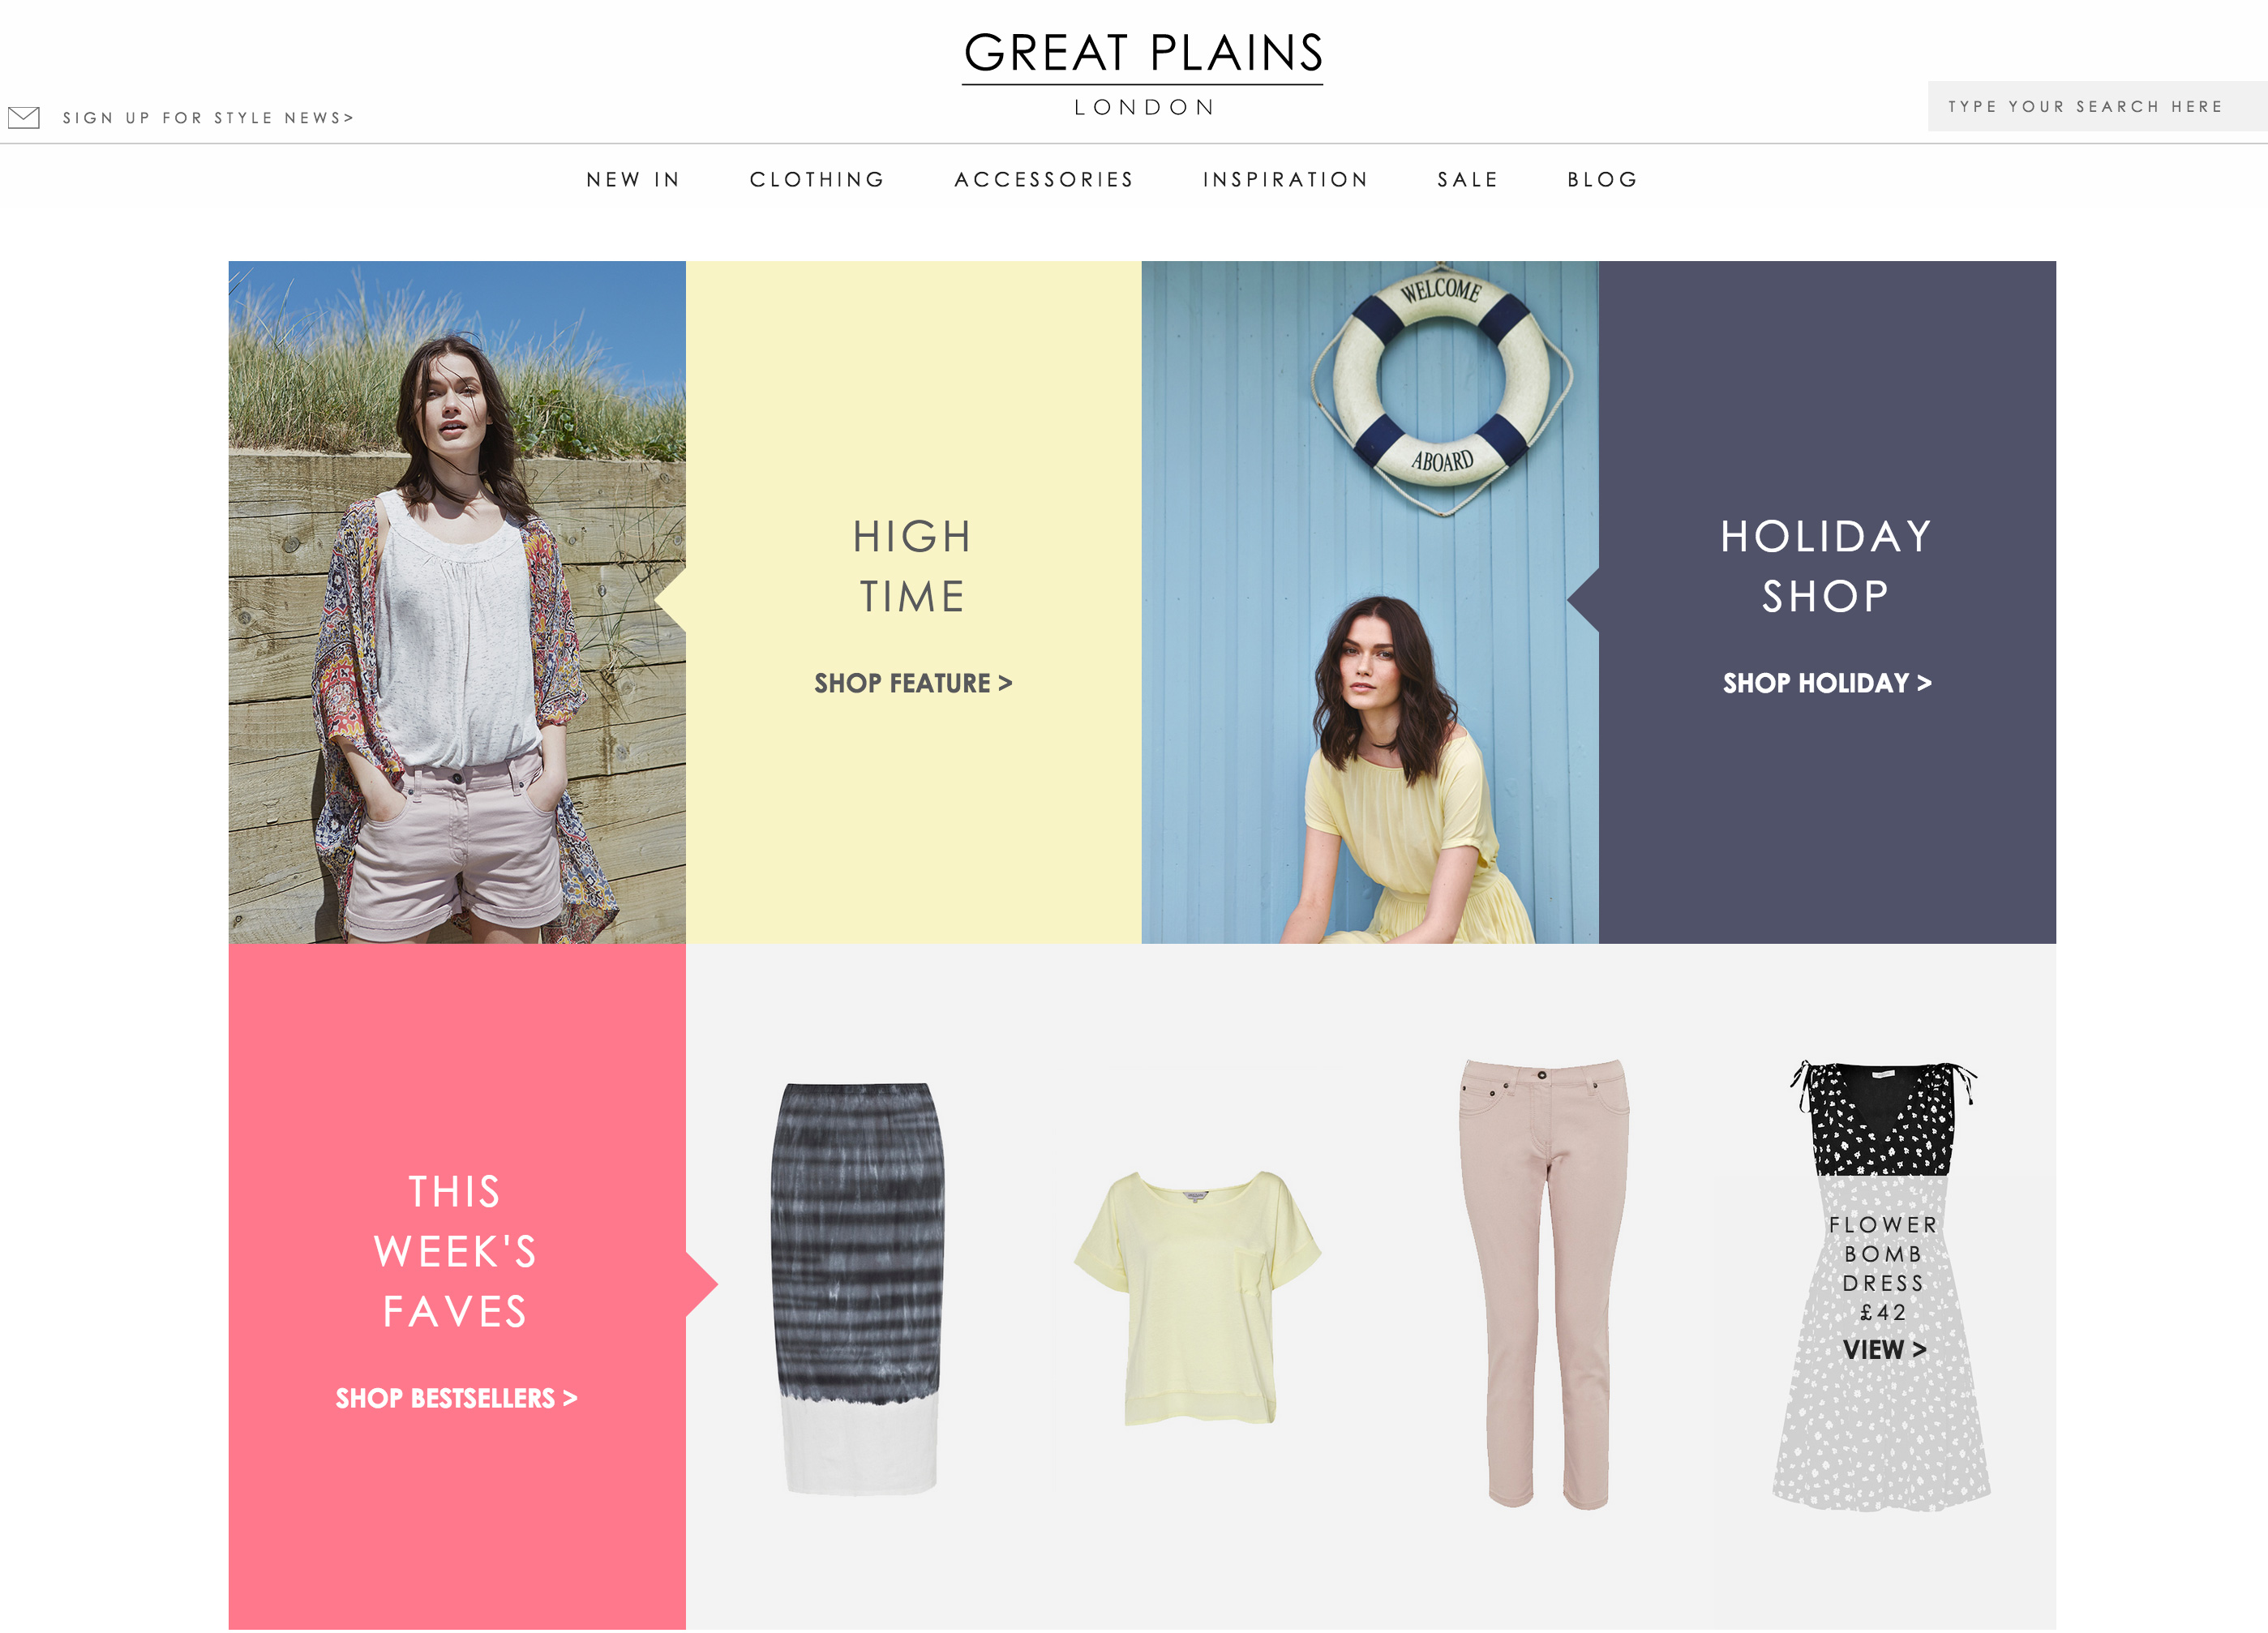 GREAT PLAINS
LONDON
SIGN UP FOR STYLE NEWS>
TYPE YOUR SEARCH HERE
NEW IN
CLOTHING
ACCESSORIES
INSPIRATION
SALE
BLOG
HIGH
TIME
SHOP FEATURE >
WELCOME
ABOARD
HOLIDAY
SHOP
SHOP HOLIDAY >
THIS
WEEK'S
FAVES
SHOP BESTSELLERS >
FLOWER
BOMB
DRESS
£42
VIEW >